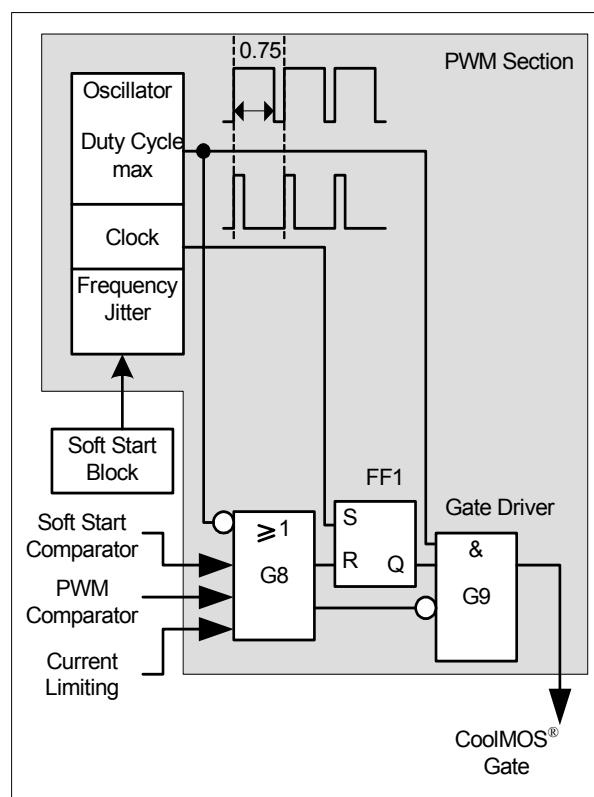 PWM Section
0.75
Oscillator
Duty Cycle
max
Clock
Frequency
Jitter
Soft Start
Block
FF1
Gate Driver
Soft Start
Comparator
PWM
Comparator
Current
Limiting
⩾1
G8
S
R
Q
&
G9
CoolMOS®
Gate